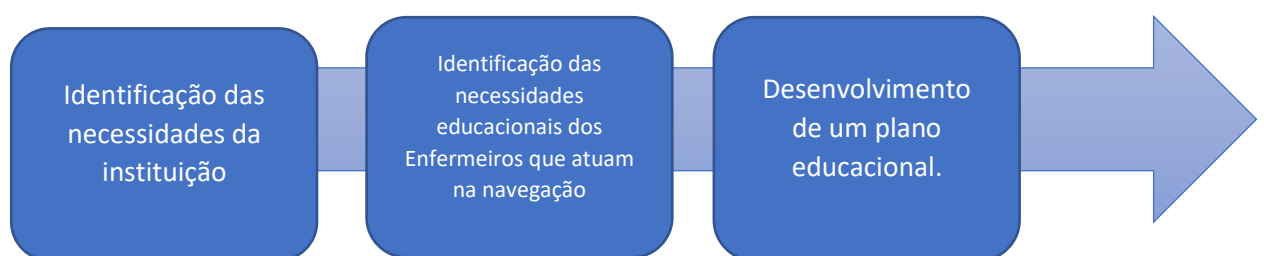 Identificação das
necessidades da
instituição
Identificação das
necessidades
educacionais dos
Enfermeiros que atuam
na navegação
Desenvolvimento
de um plano
educacional.